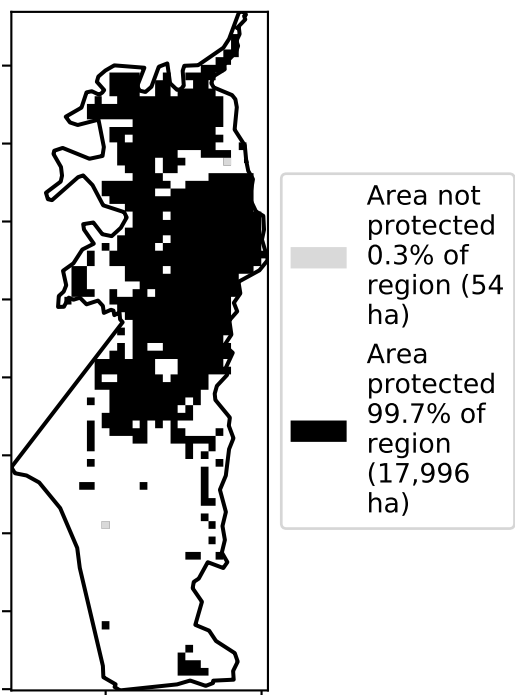 Area not
protected
0.3% of
region (54
ha)
Area
protected
99.7% of
region
(17,996
ha)